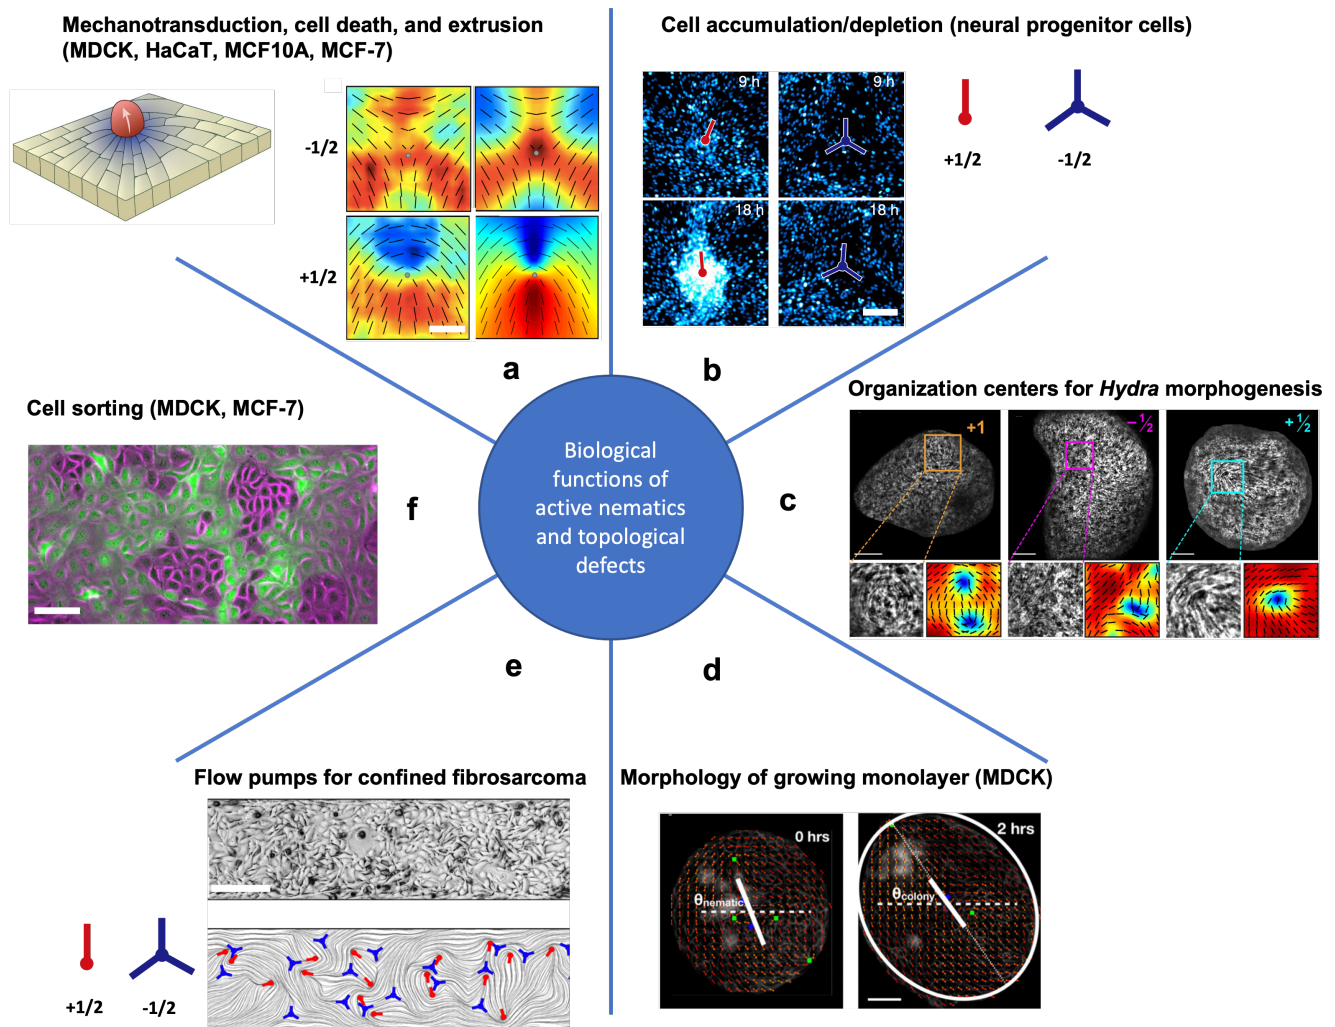 Mechanotransduction, cell death, and extrusion
(MDCK, HaCaT, MCF10A, MCF-7)
-1/2
+1/2
a
Cell accumulation/depletion (neural progenitor cells)
9 h
9 h
18 h
18 h
+1/2
-1/2
b
Organization centers for Hydra morphogenesis
+1
−½
+½
c
Cell sorting (MDCK, MCF-7)
f
Biological
functions of
active nematics
and topological
defects
e
d
Flow pumps for confined fibrosarcoma
+1/2
-1/2
Morphology of growing monolayer (MDCK)
0 hrs
θnematic
2 hrs
θcolony